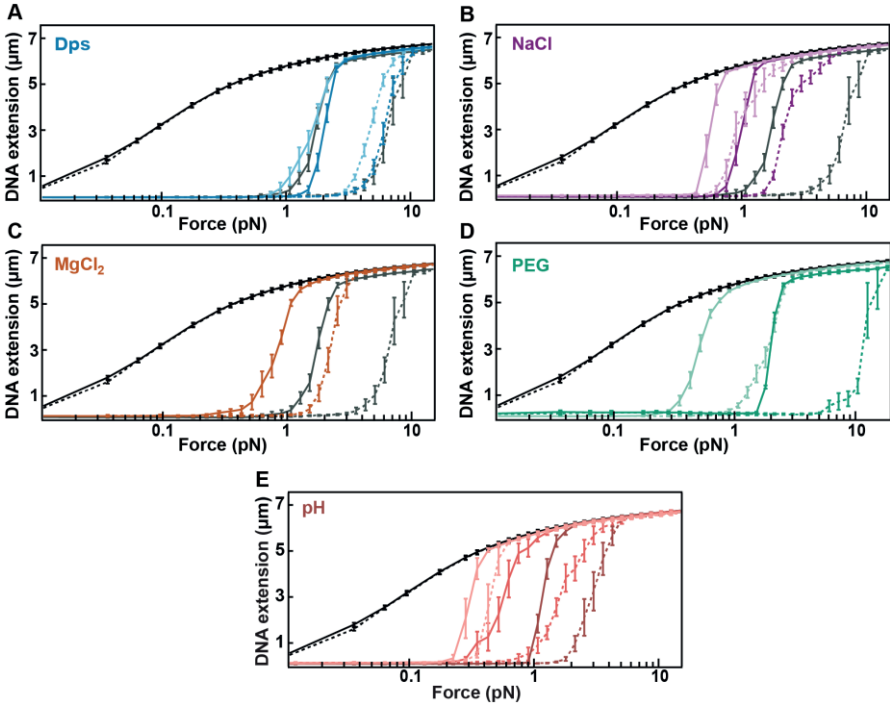 A
Dps
DNA extension (µm)
7
5
3
1
0.1
1
10
Force (pN)
B
NaCl
DNA extension (µm)
7
5
3
1
0.1
1
10
Force (pN)
C
MgCl₂
DNA extension (µm)
7
5
3
1
0.1
1
10
Force (pN)
D
PEG
DNA extension (µm)
7
5
3
1
0.1
1
10
Force (pN)
E
pH
DNA extension (µm)
7
5
3
1
0.1
1
10
Force (pN)